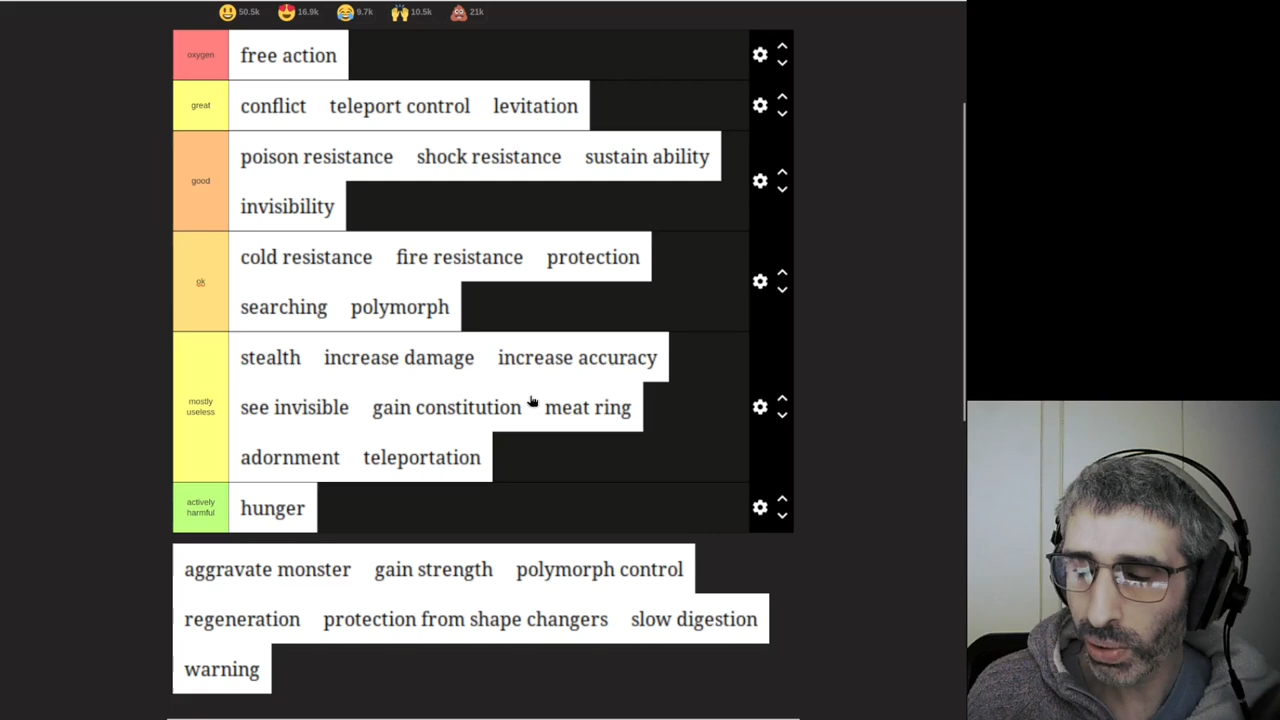 50.5k 16.9k 9.7k 10.5k 21k
oxygen
free action
great
conflict teleport control levitation
good
poison resistance shock resistance sustain ability
invisibility
ok
cold resistance fire resistance protection
searching polymorph
mostly
useless
stealth increase damage increase accuracy
see invisible gain constitution meat ring
adornment teleportation
actively
harmful
hunger
aggravate monster gain strength polymorph control
regeneration protection from shape changers slow digestion
warning